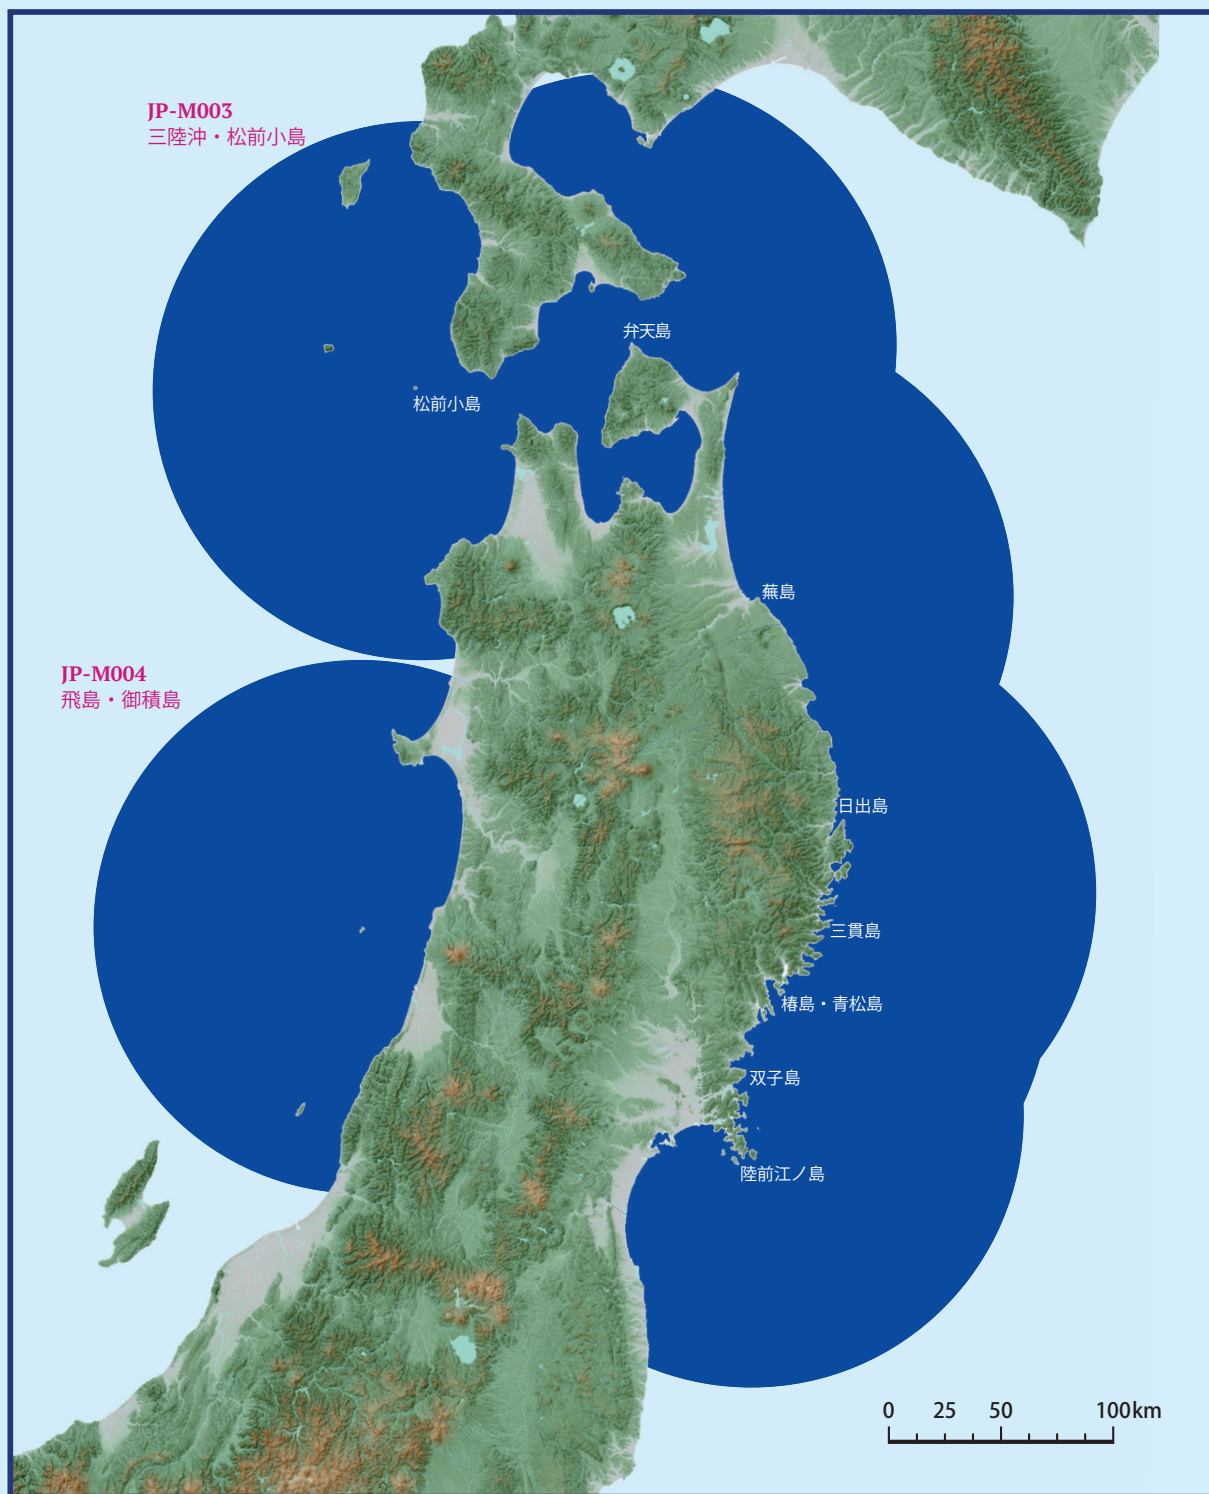 JP-M003
三陸沖・松前小島
弁天島
松前小島
蕪島
JP-M004
飛島・御積島
日出島
三貫島
椿島・青松島
双子島
陸前江ノ島
0 25 50 100km